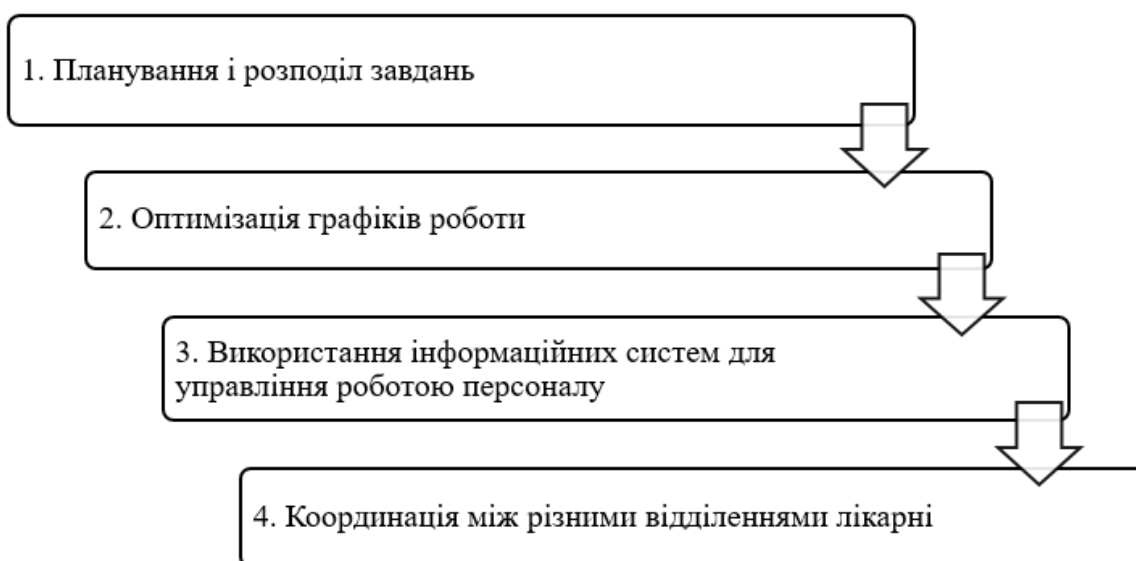 1. Планування і розподіл завдань
2. Оптимізація графіків роботи
3. Використання інформаційних систем для
управління роботою персоналу
4. Координація між різними відділеннями лікарні